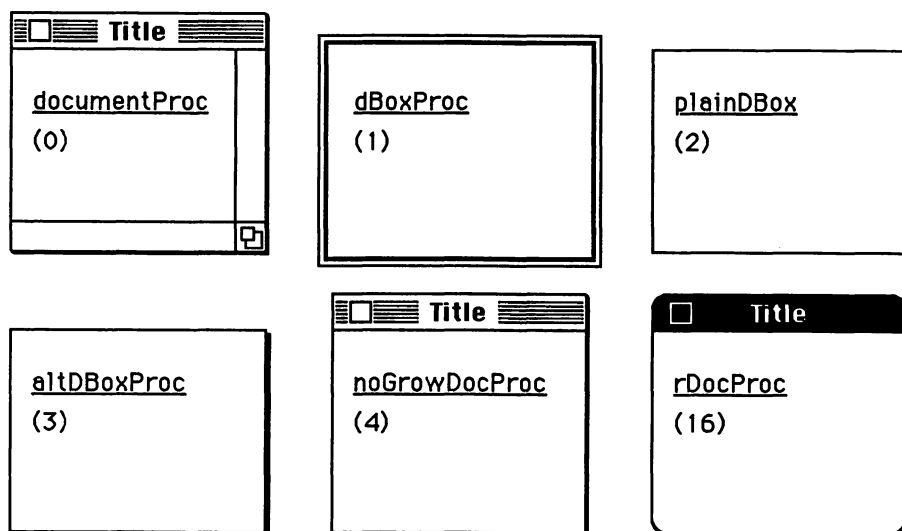 Title
documentProc
(0)
dBoxProc
(1)
plainDBox
(2)
altDBoxProc
(3)
Title
noGrowDocProc
(4)
Title
rDocProc
(16)